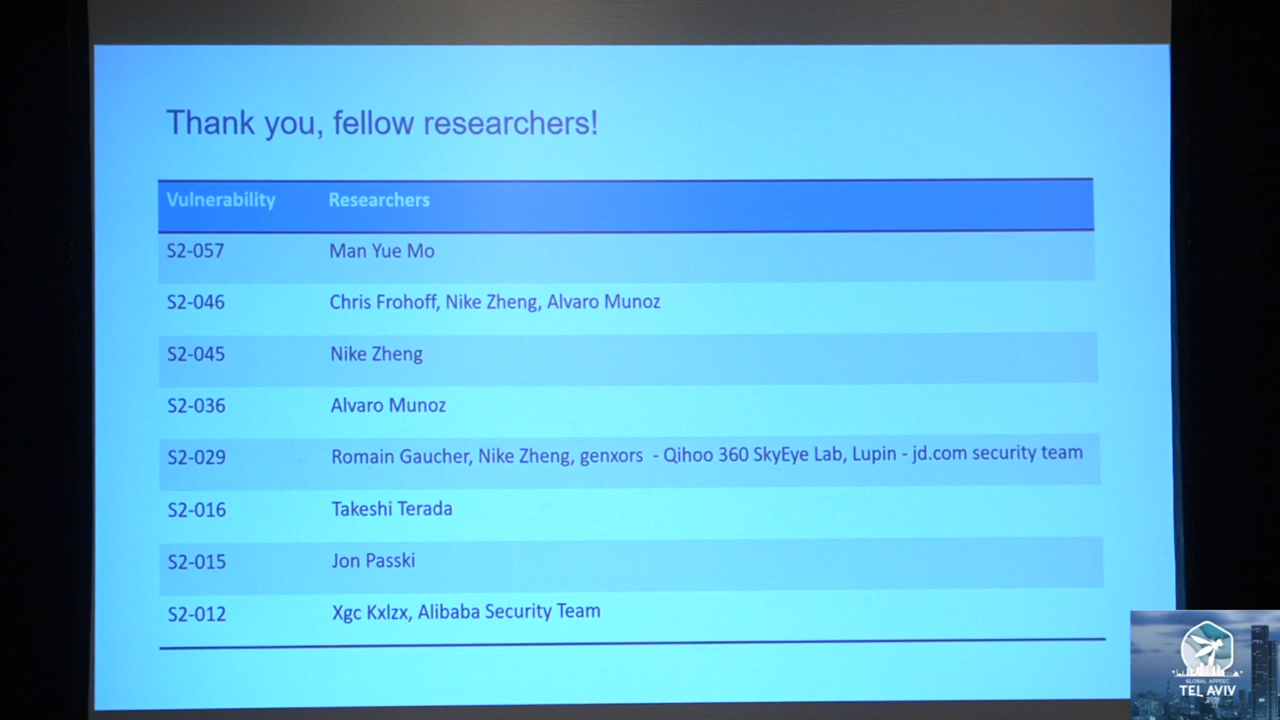 Thank you, fellow researchers!
Vulnerability Researchers
S2-057 Man Yue Mo
S2-046 Chris Frohoff, Nike Zheng, Alvaro Munoz
S2-045 Nike Zheng
S2-036 Alvaro Munoz
S2-029 Romain Gaucher, Nike Zheng, genxors - Qihoo 360 SkyEye Lab, Lupin - jd.com security team
S2-016 Takeshi Terada
S2-015 Jon Passki
S2-012 Xgc Kxlzx, Alibaba Security Team
GLOBAL APPSEC
TEL AVIV